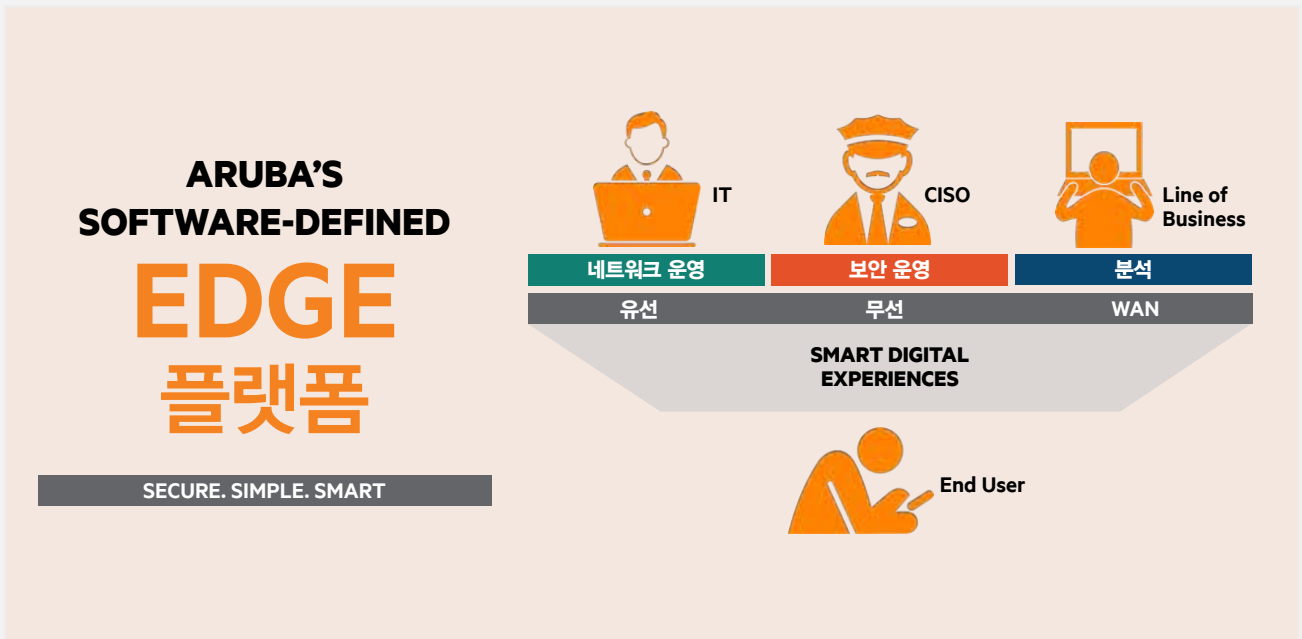 ARUBA’S
SOFTWARE-DEFINED
EDGE
플랫폼
SECURE. SIMPLE. SMART
IT
CISO
Line of
Business
네트워크 운영
보안 운영
분석
유선
무선
WAN
SMART DIGITAL
EXPERIENCES
End User